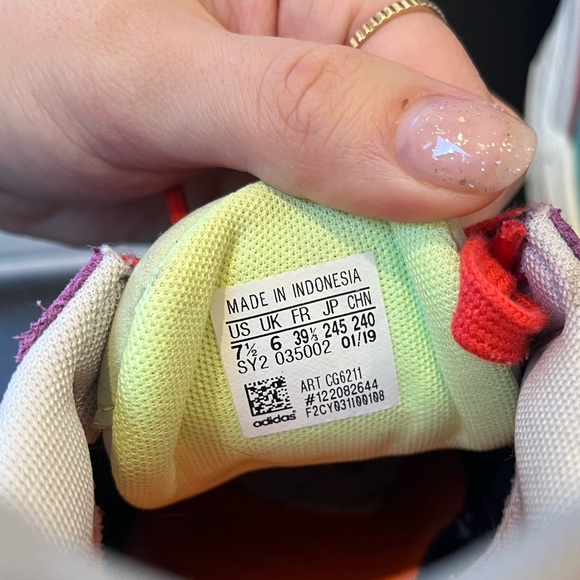 MADE IN INDONESIA
US UK FR JP CHN
7½ 6 39⅓ 245 240
SY2 035002 01/19
ART CG6211
#122082644
F2CY031I00108
adidas